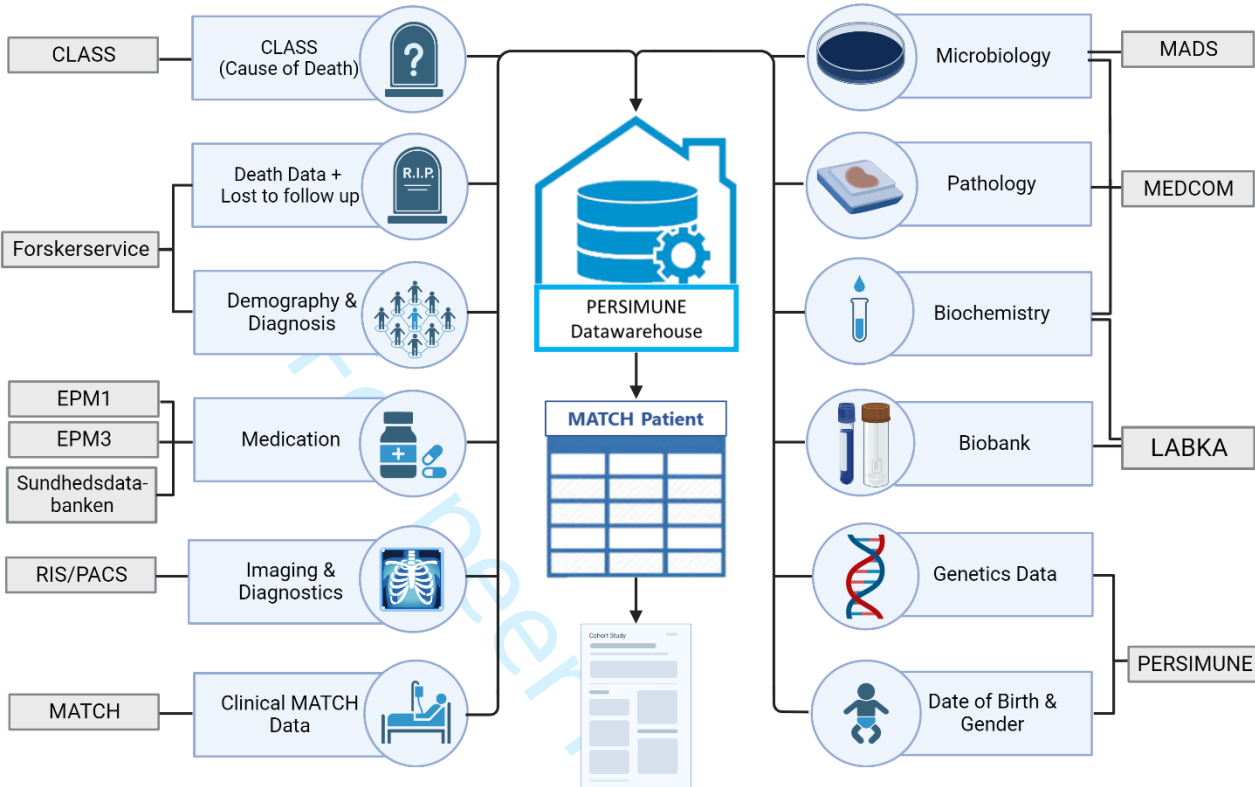 CLASS
CLASS
(Cause of Death)
?
Death Data +
Lost to follow up
R.I.P.
Forskerservice
Demography &
Diagnosis
EPM1
EPM3
Sundhedsdata-
banken
Medication
RIS/PACS
Imaging &
Diagnostics
MATCH
Clinical MATCH
Data
PERSIMUNE
Datawarehouse
MATCH Patient
Cohort Study
Microbiology
MADS
Pathology
MEDCOM
Biochemistry
Biobank
LABKA
Genetics Data
PERSIMUNE
Date of Birth &
Gender